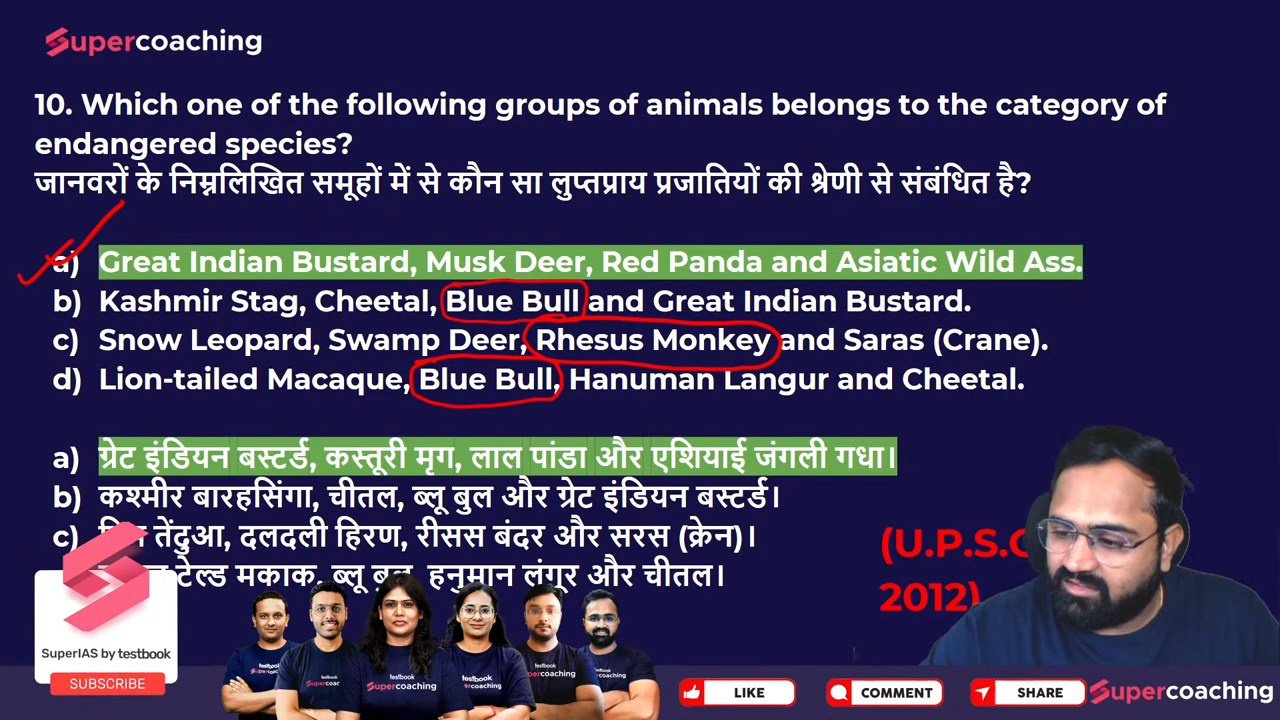 Supercoaching
10. Which one of the following groups of animals belongs to the category of
endangered species?
जानवरों के निम्नलिखित समूहों में से कौन सा लुप्तप्राय प्रजातियों की श्रेणी से संबंधित है?
a) Great Indian Bustard, Musk Deer, Red Panda and Asiatic Wild Ass.
b) Kashmir Stag, Cheetal, Blue Bull and Great Indian Bustard.
c) Snow Leopard, Swamp Deer, Rhesus Monkey and Saras (Crane).
d) Lion-tailed Macaque, Blue Bull, Hanuman Langur and Cheetal.
a) ग्रेट इंडियन बस्टर्ड, कस्तूरी मृग, लाल पांडा और एशियाई जंगली गधा।
b) कश्मीर बारहसिंगा, चीतल, ब्लू बुल और ग्रेट इंडियन बस्टर्ड।
c) तेंदुआ, दलदली हिरण, रीसस बंदर और सरस (क्रेन)।
टेल्ड मकाक, ब्लू बुल, हनुमान लंगूर और चीतल।
(U.P.S.C
2012)
SuperIAS by testbook
SUBSCRIBE
testbook
Supercoaching
LIKE
COMMENT
SHARE
Supercoaching